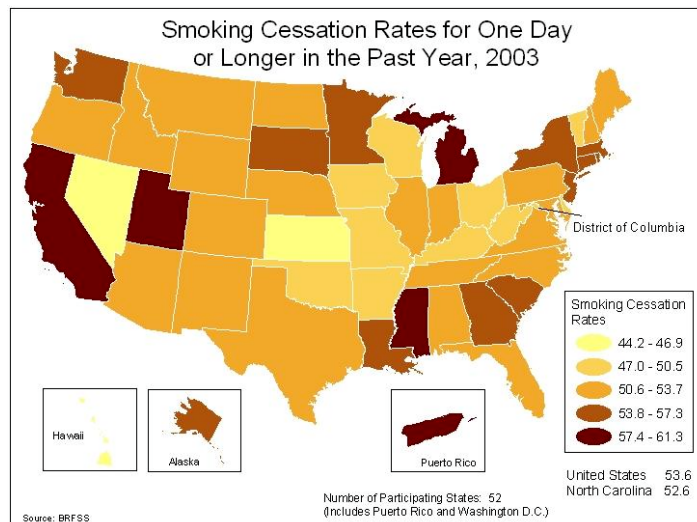 Smoking Cessation Rates for One Day
or Longer in the Past Year, 2003
District of Columbia
Smoking Cessation
Rates
44.2 - 46.9
47.0 - 50.5
50.6 - 53.7
53.8 - 57.3
57.4 - 61.3
Hawaii
Alaska
Puerto Rico
United States 53.6
North Carolina 52.6
Number of Participating States: 52
(Includes Puerto Rico and Washington D.C.)
Source: BRFSS